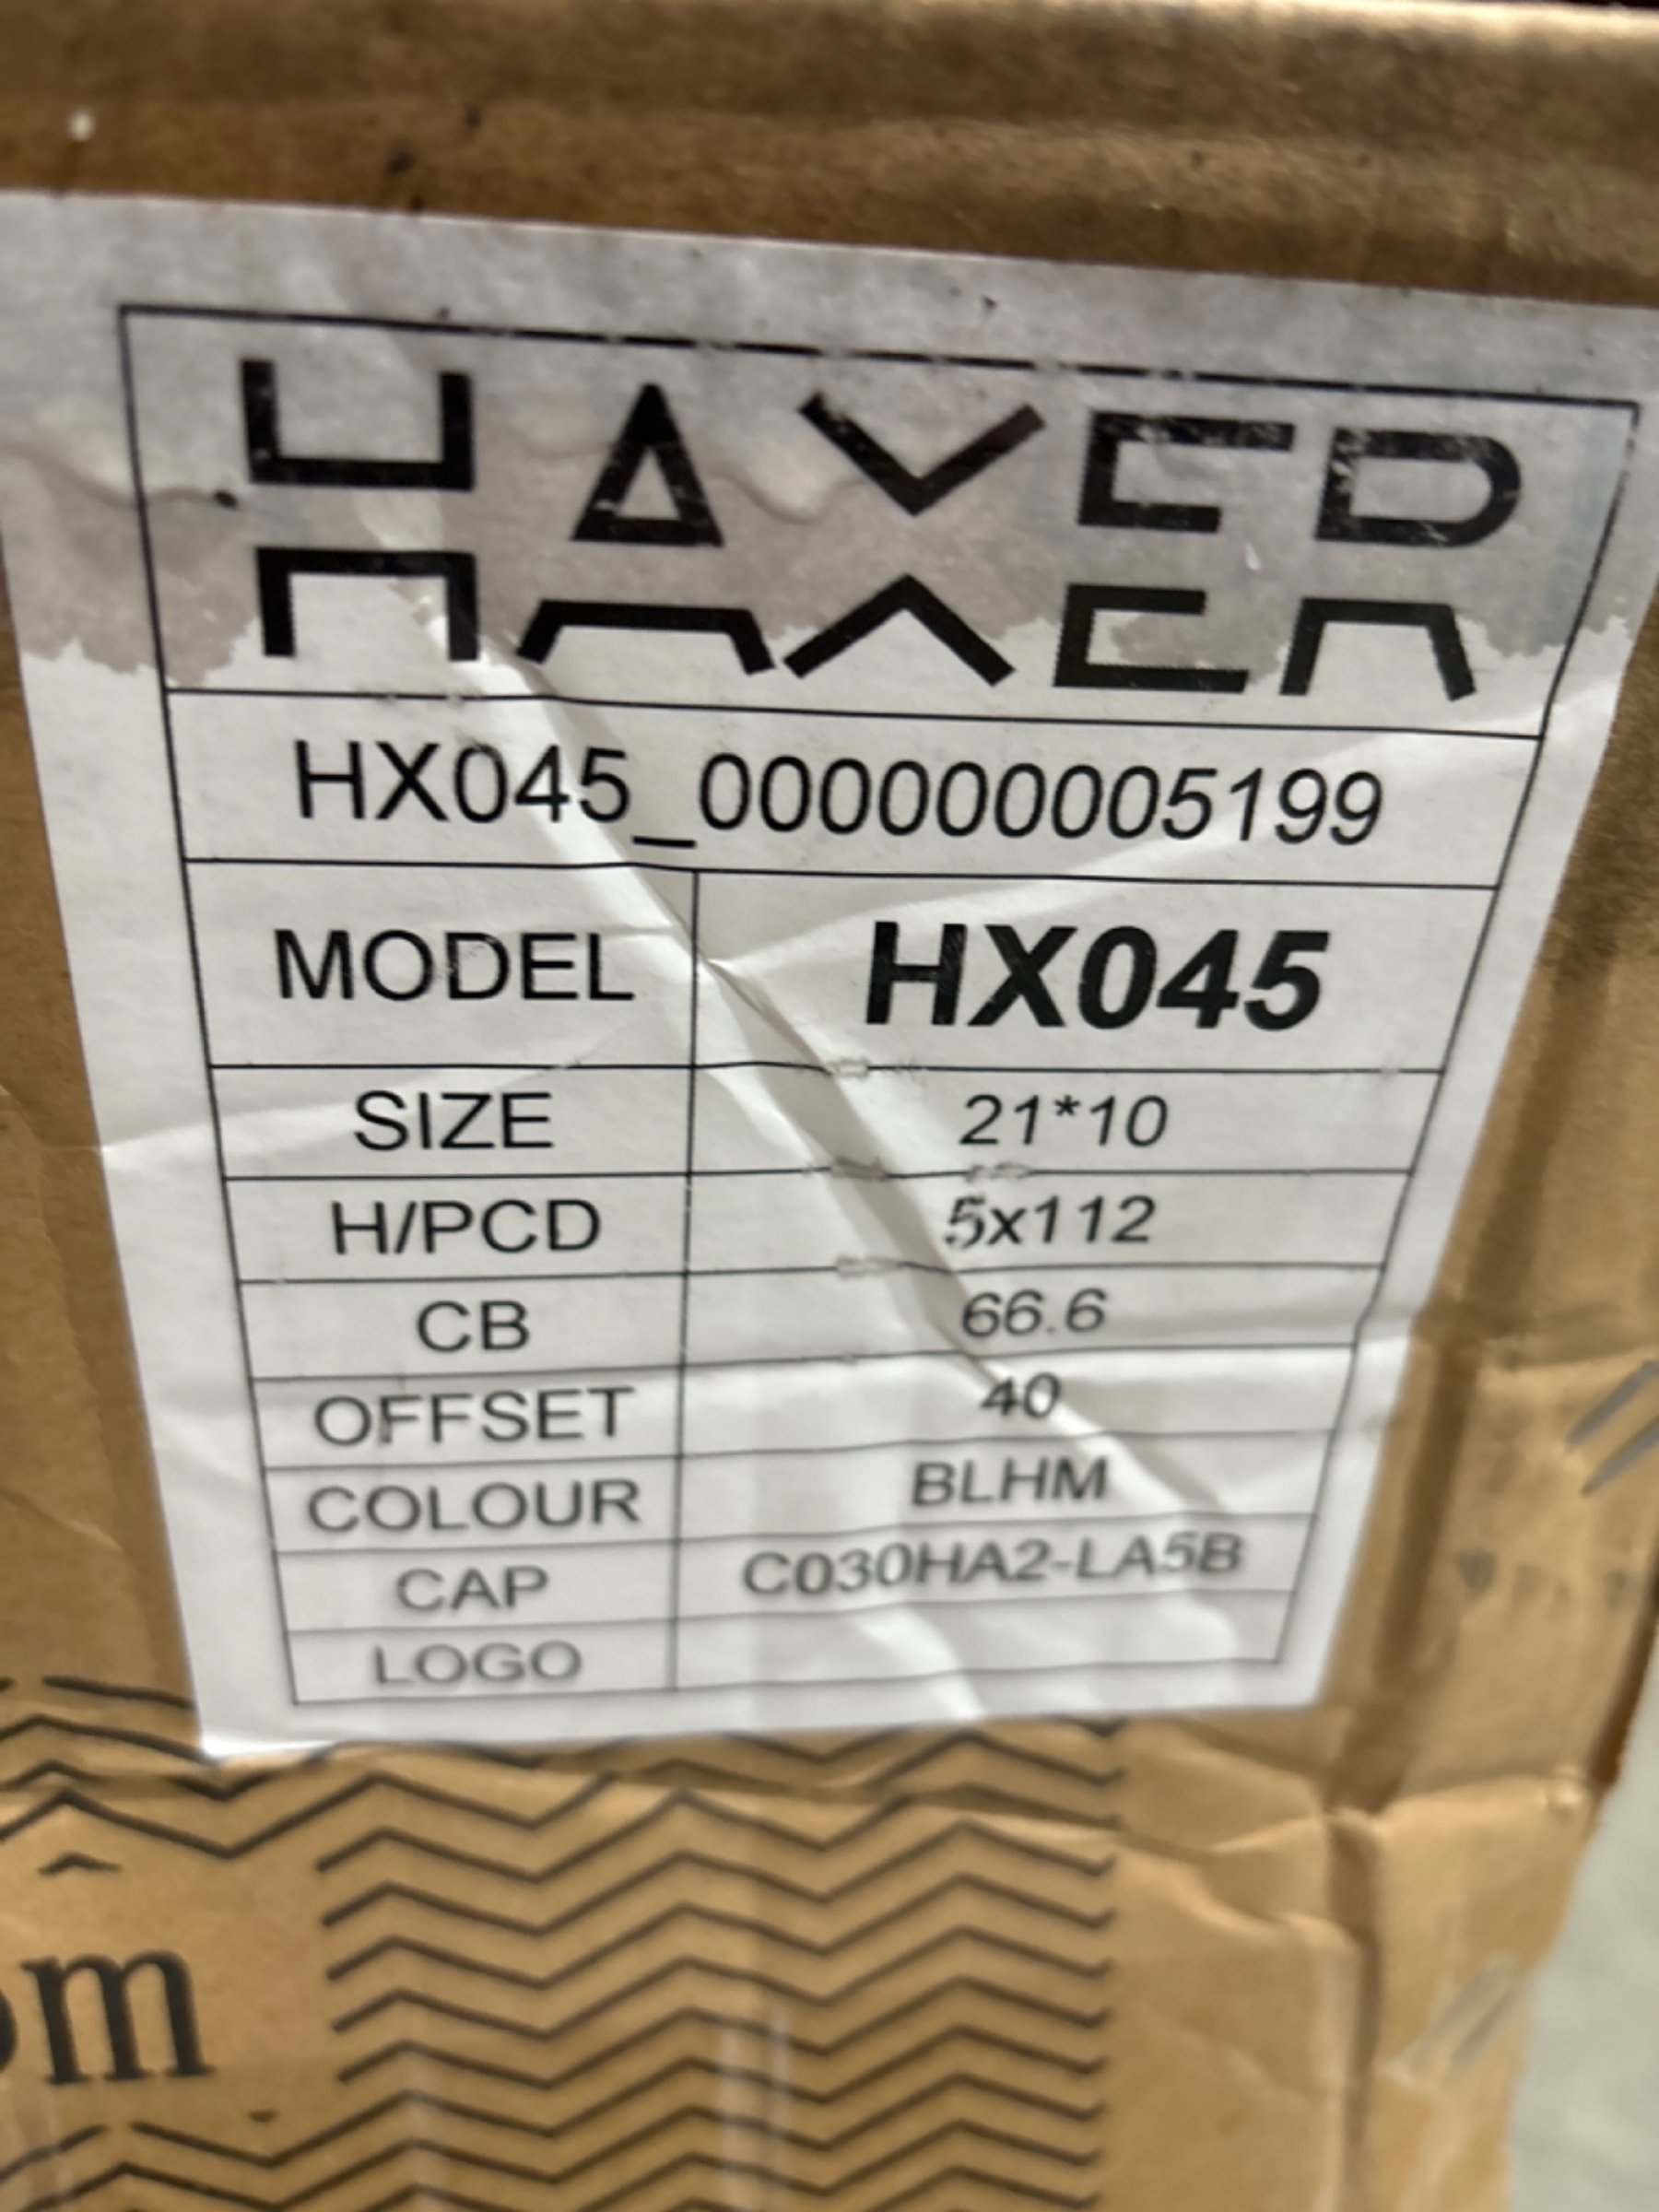 HAXER
HX045_000000005199
MODEL HX045
SIZE 21*10
H/PCD 5x112
CB 66.6
OFFSET 40
COLOUR BLHM
CAP C030HA2-LA5B
LOGO
om